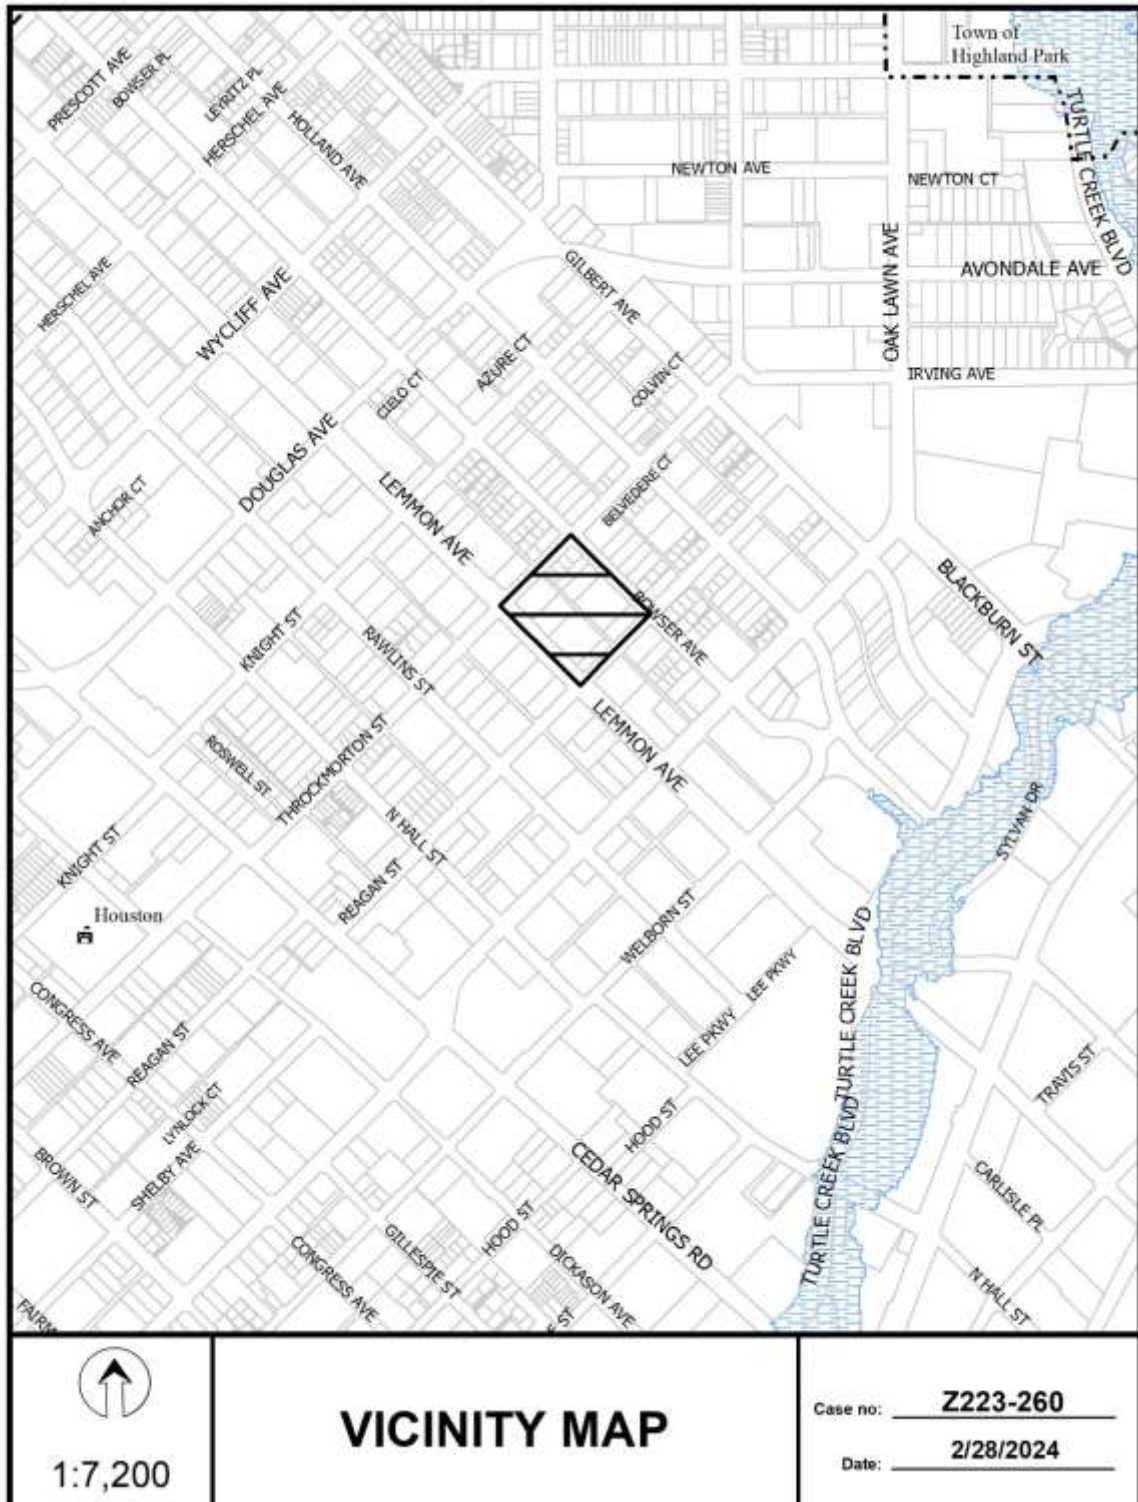 Town of
Highland Park
PRESCOTT AVE
BOWSER PL
LEYRITZ PL
HERSCHEL AVE
HOLLAND AVE
TURTLE CREEK BLVD
NEWTON AVE
NEWTON CT
OAK LAWN AVE
AVONDALE AVE
GILBERT AVE
HERSCHEL AVE
WYCLIFF AVE
AZURE CT
COLVIN CT
IRVING AVE
CIELO CT
DOUGLAS AVE
ANCHOR CT
LEMMON AVE
BELVEDERE CT
BLACKBURN ST
BOWSER AVE
KNIGHT ST
RAWLINS ST
LEMMON AVE
ROSWELL ST
THROCKMORTON ST
N HALL ST
SYLVAN DR
KNIGHT ST
REAGAN ST
Houston
WELBORN ST
TURTLE CREEK BLVD
LEE PKWY
LEE PKWY
CONGRESS AVE
REAGAN ST
TRAVIS ST
LYNLOCK CT
HOOD ST
TURTLE CREEK BLVD
BROWN ST
SHELBY AVE
CEDAR SPRINGS RD
CARLISLE PL
HOOD ST
GILLESPIE ST
CONGRESS AVE
DICKASON AVE
N HALL ST
FAIRM
E ST
1:7,200
VICINITY MAP
Case no: Z223-260
Date: 2/28/2024